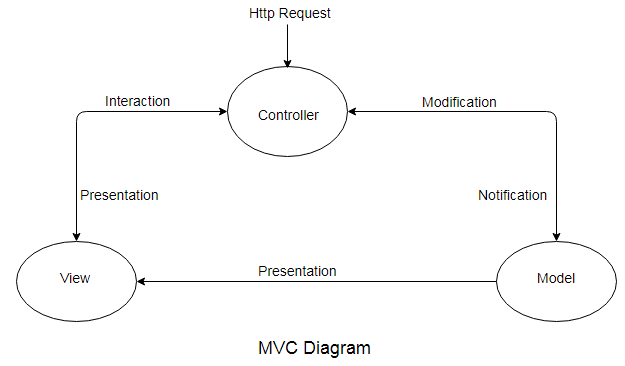 Http Request
Interaction
Modification
Controller
Presentation
Notification
View
Presentation
Model
MVC Diagram